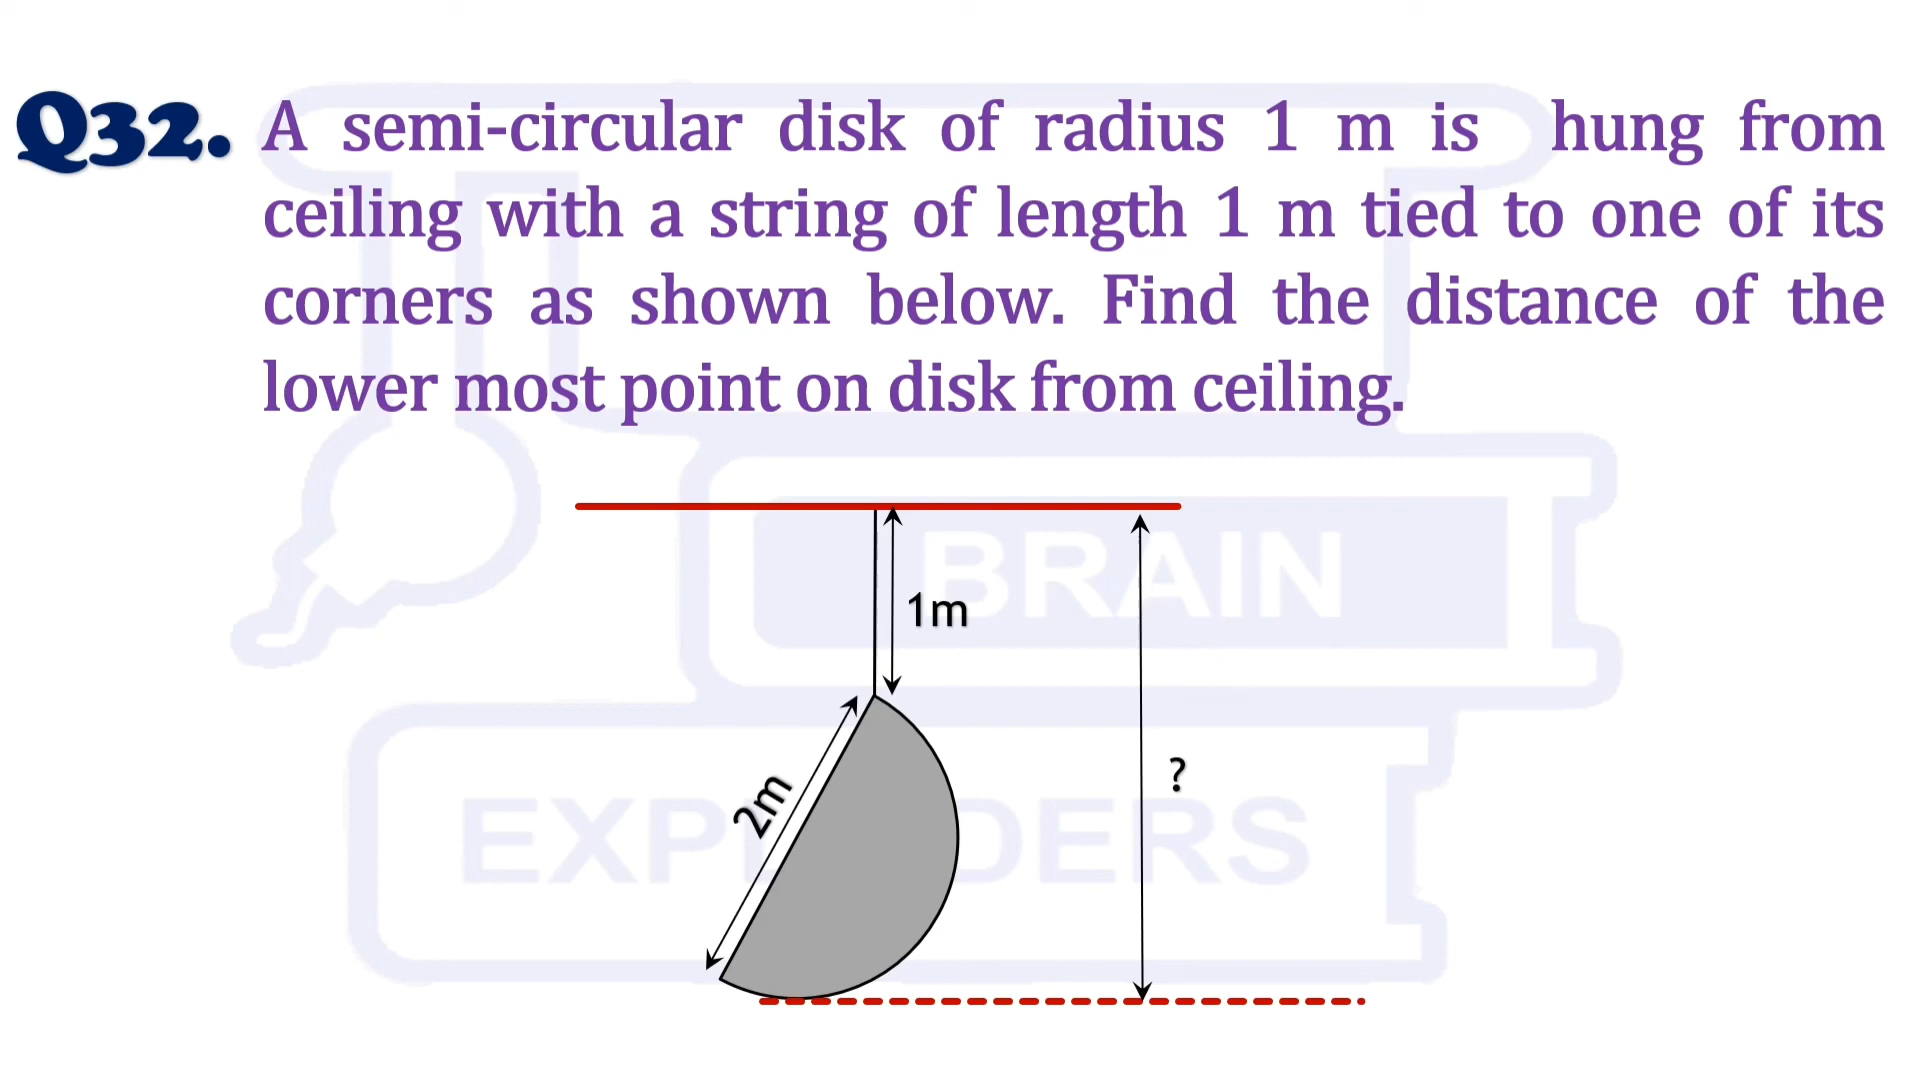 Q32. A semi-circular disk of radius 1 m is hung from
ceiling with a string of length 1 m tied to one of its
corners as shown below. Find the distance of the
lower most point on disk from ceiling.
BRAIN
1m
?
2m
EXP DERS